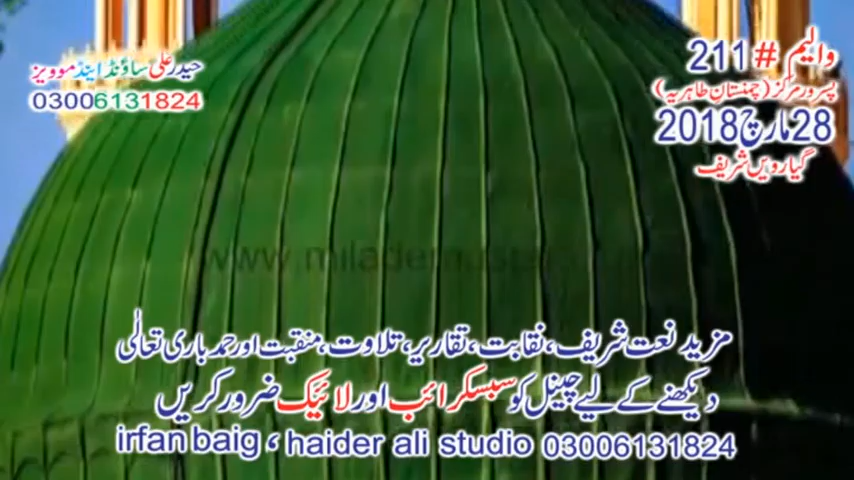 حیدر علی ساؤنڈ اینڈ موویز
03006131824
والیم # 211
پسرور مرکز (چمنستانِ طاہریہ)
28 مارچ 2018
گیارویں شریف
مزید نعت شریف، نقابت، تقاریر، تلاوت، منقبت اور حمد باری تعالٰی
دیکھنے کے لیے چینل کو سبسکرائب اور لائیک ضرور کریں
irfan baig ، haider ali studio 03006131824